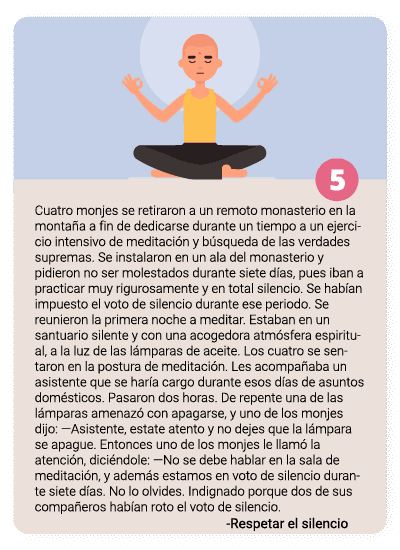 5
Cuatro monjes se retiraron a un remoto monasterio en la
montaña a fin de dedicarse durante un tiempo a un ejerci-
cio intensivo de meditación y búsqueda de las verdades
supremas. Se instalaron en un ala del monasterio y
pidieron no ser molestados durante siete días, pues iban a
practicar muy rigurosamente y en total silencio. Se habían
impuesto el voto de silencio durante ese periodo. Se
reunieron la primera noche a meditar. Estaban en un
santuario silente y con una acogedora atmósfera espiritu-
al, a la luz de las lámparas de aceite. Los cuatro se sen-
taron en la postura de meditación. Les acompañaba un
asistente que se haría cargo durante esos días de asuntos
domésticos. Pasaron dos horas. De repente una de las
lámparas amenazó con apagarse, y uno de los monjes
dijo: —Asistente, estate atento y no dejes que la lámpara
se apague. Entonces uno de los monjes le llamó la
atención, diciéndole: —No se debe hablar en la sala de
meditación, y además estamos en voto de silencio duran-
te siete días. No lo olvides. Indignado porque dos de sus
compañeros habían roto el voto de silencio.
-Respetar el silencio